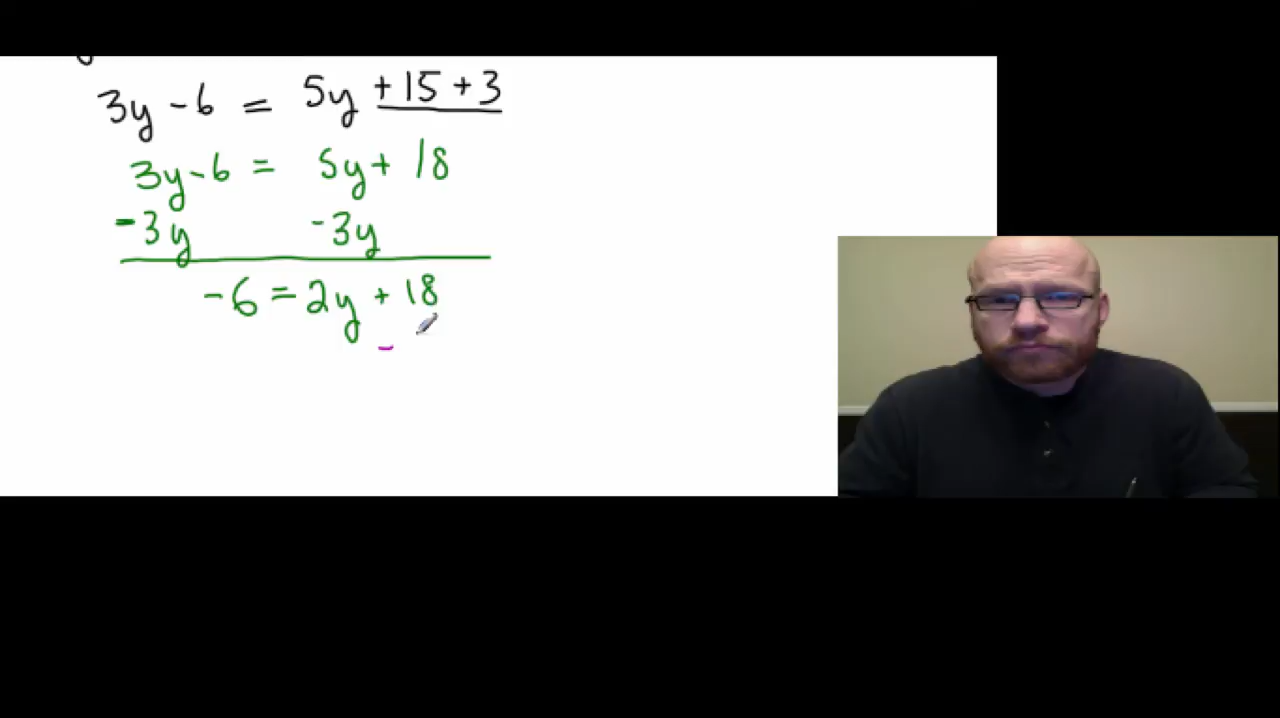 3y - 6 = 5y + 15 + 3
3y - 6 = 5y + 18
-3y -3y
-6 = 2y + 18
-